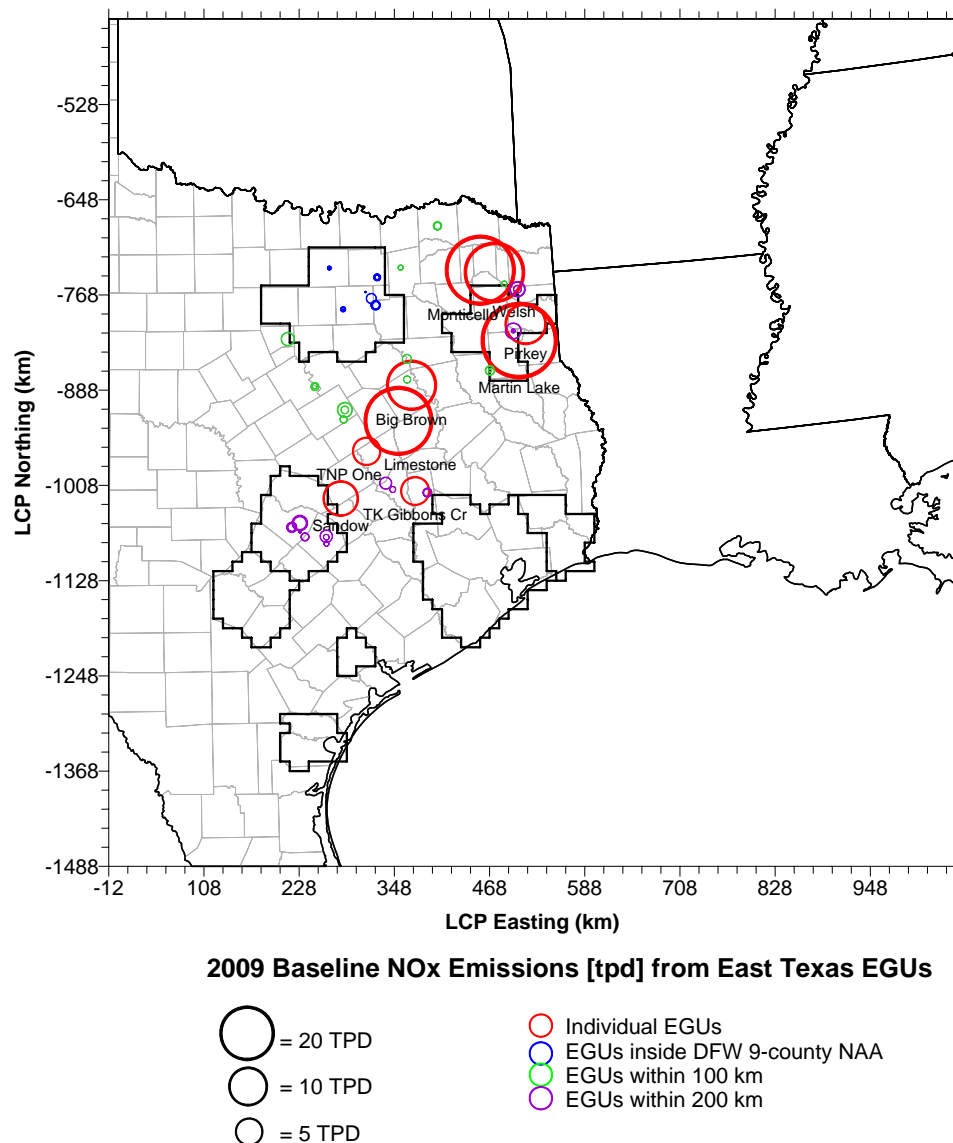 -528
-648
-768
-888
-1008
-1128
-1248
-1368
-1488
LCP Northing (km)
Monticello
Welsh
Pirkey
Martin Lake
Big Brown
Limestone
TNP One
TK Gibbons Cr
Sandow
-12 108 228 348 468 588 708 828 948
LCP Easting (km)
2009 Baseline NOx Emissions [tpd] from East Texas EGUs
= 20 TPD
= 10 TPD
= 5 TPD
Individual EGUs
EGUs inside DFW 9-county NAA
EGUs within 100 km
EGUs within 200 km